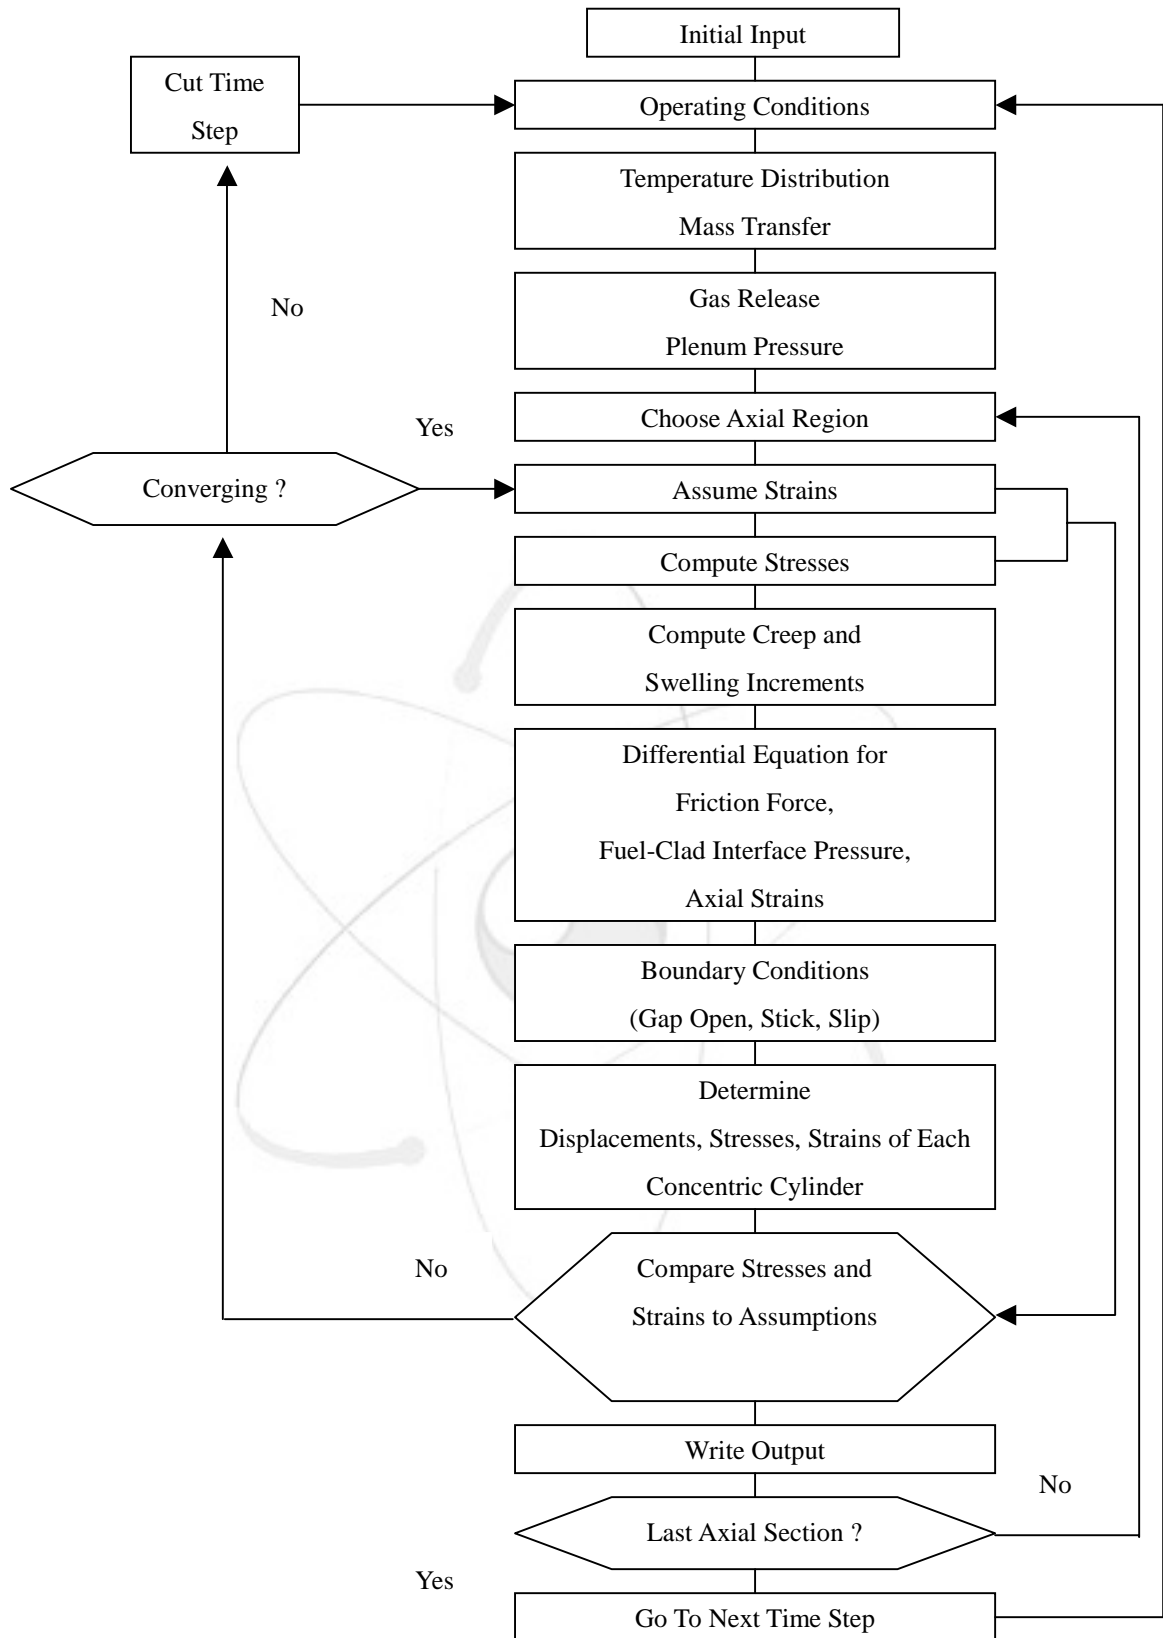 Initial Input
Cut Time
Step
Operating Conditions
Temperature Distribution
Mass Transfer
No
Gas Release
Plenum Pressure
Yes
Choose Axial Region
Converging ?
Assume Strains
Compute Stresses
Compute Creep and
Swelling Increments
Differential Equation for
Friction Force,
Fuel-Clad Interface Pressure,
Axial Strains
Boundary Conditions
(Gap Open, Stick, Slip)
Determine
Displacements, Stresses, Strains of Each
Concentric Cylinder
No
Compare Stresses and
Strains to Assumptions
Write Output
No
Last Axial Section ?
Yes
Go To Next Time Step